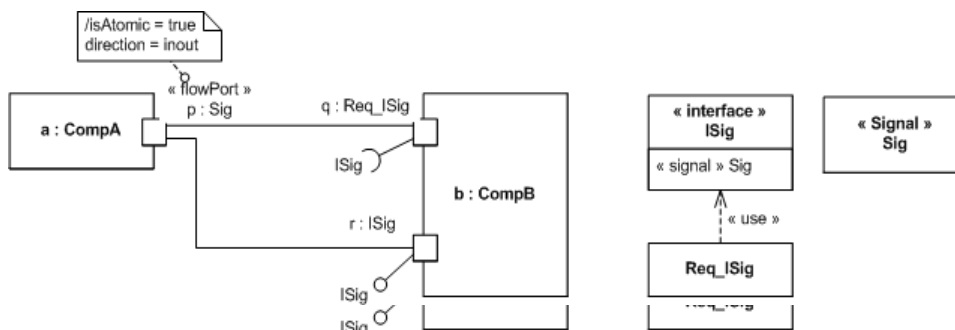 /isAtomic = true
direction = inout
« flowPort »
p : Sig
q : Req_ISig
a : CompA
ISig
b : CompB
r : ISig
ISig
ISig
« interface »
ISig
« signal » Sig
« use »
Req_ISig
Req_ISig
« Signal »
Sig